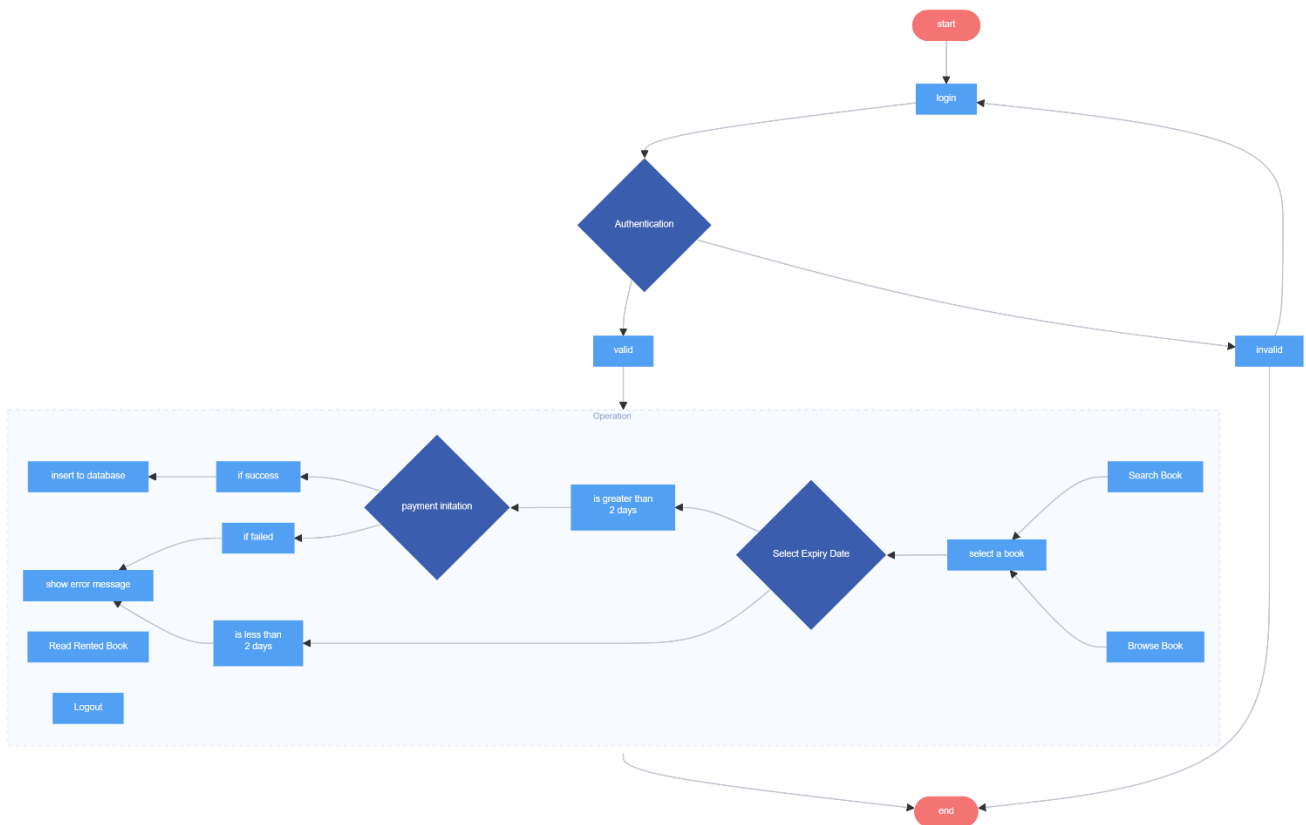 start
login
Authentication
valid
invalid
Operation
insert to database
if success
payment initation
is greater than
2 days
Search Book
if failed
Select Expiry Date
select a book
show error message
Read Rented Book
is less than
2 days
Browse Book
Logout
end